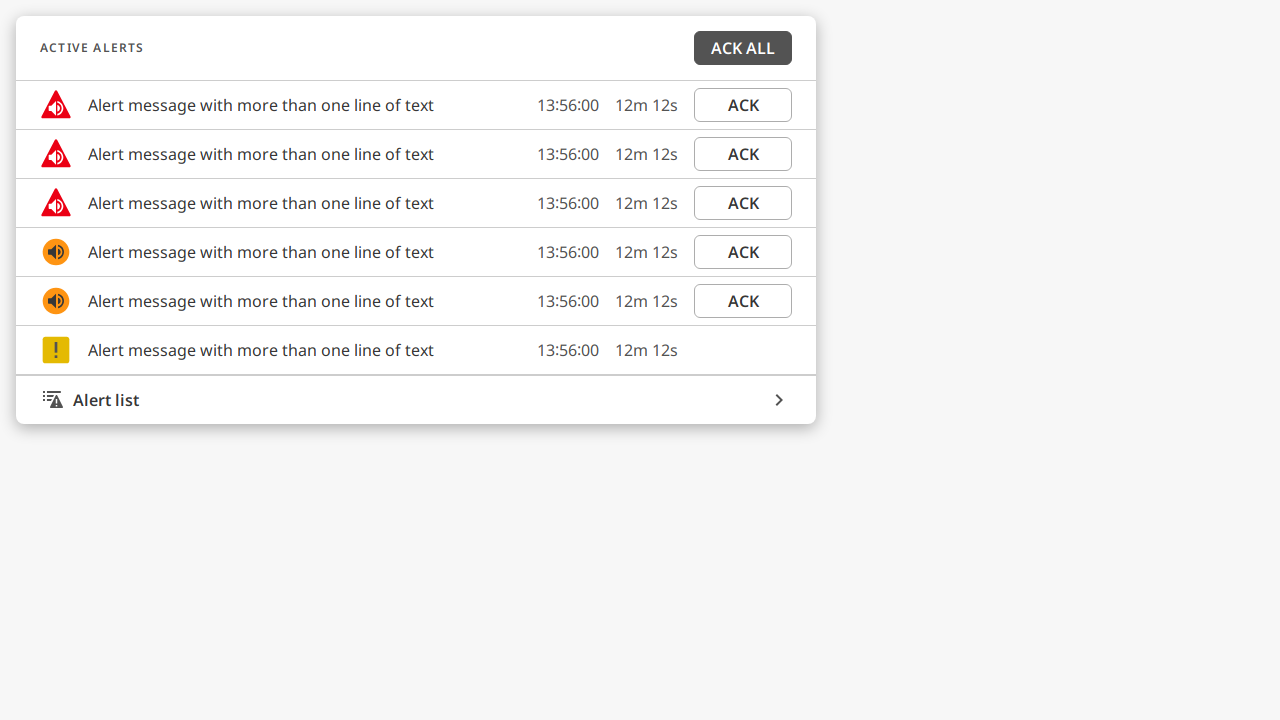 ACTIVE ALERTS ACK ALL
Alert message with more than one line of text 13:56:00 12m 12s ACK
Alert message with more than one line of text 13:56:00 12m 12s ACK
Alert message with more than one line of text 13:56:00 12m 12s ACK
Alert message with more than one line of text 13:56:00 12m 12s ACK
Alert message with more than one line of text 13:56:00 12m 12s ACK
Alert message with more than one line of text 13:56:00 12m 12s
Alert list